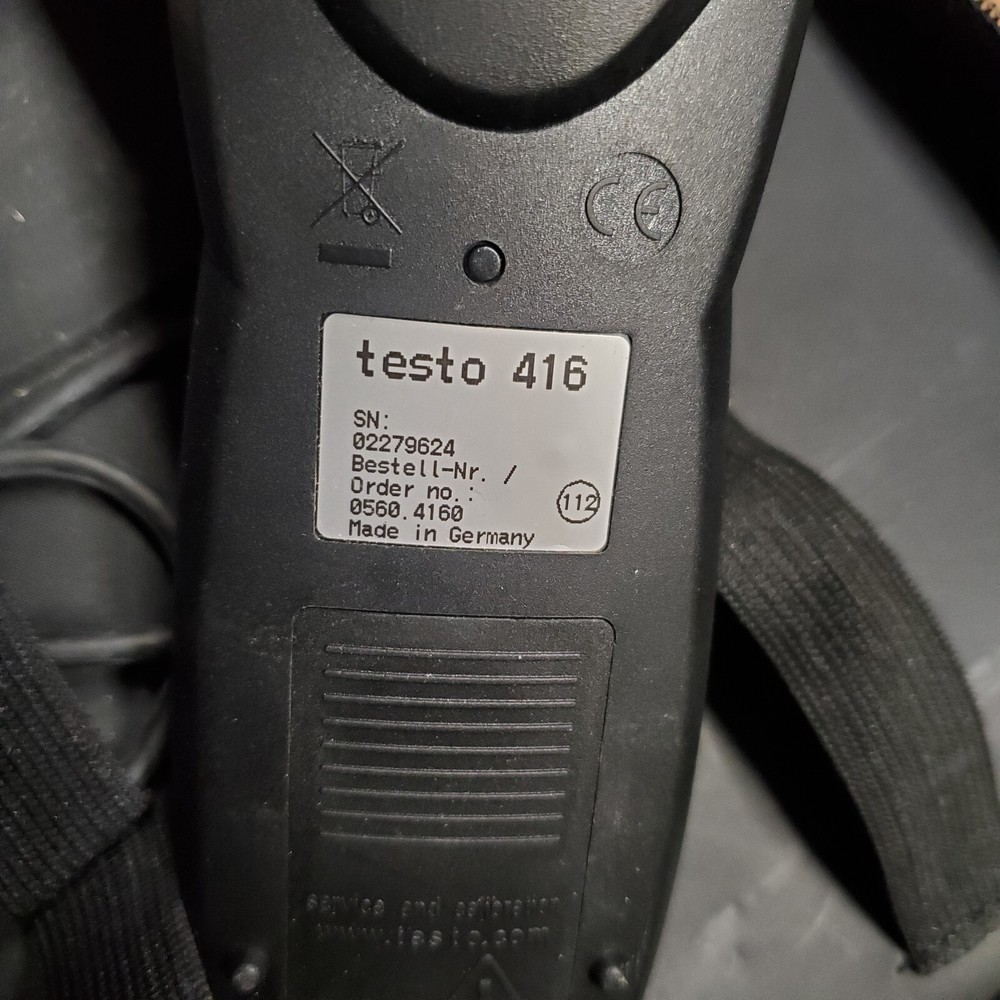 CE
testo 416
SN:
02279624
Bestell-Nr. /
Order no.:
0560.4160
Made in Germany
112
service and calibration
www.testo.com